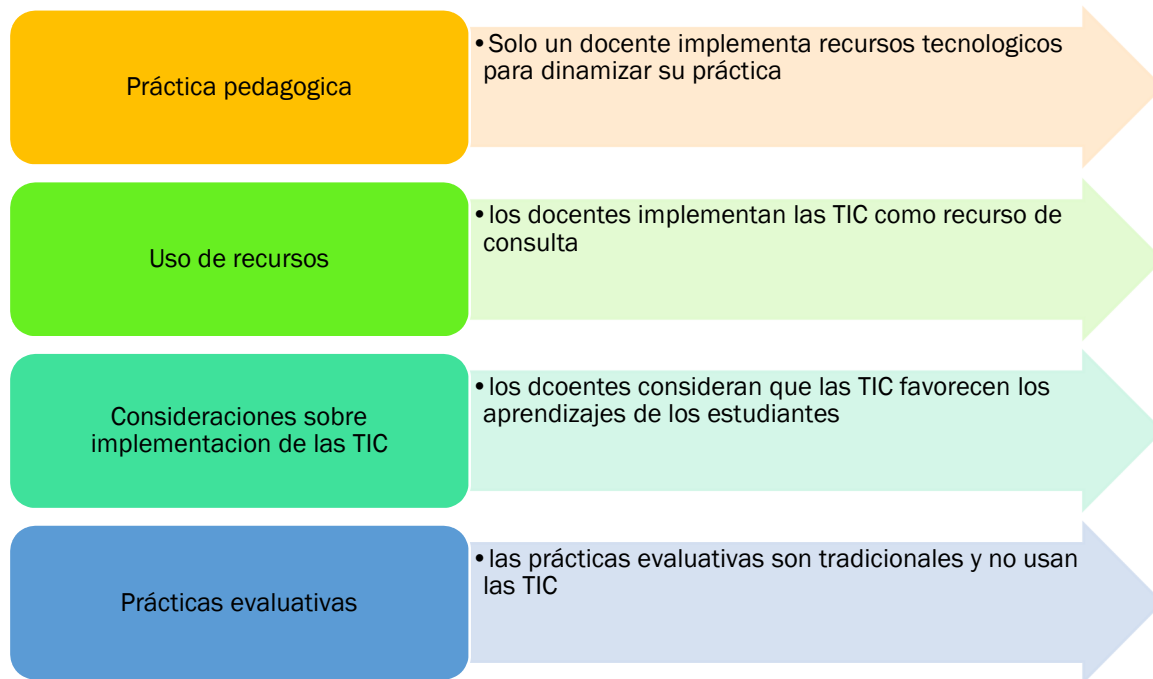 Práctica pedagogica
•Solo un docente implementa recursos tecnologicos
para dinamizar su práctica
Uso de recursos
•los docentes implementan las TIC como recurso de
consulta
Consideraciones sobre
implementacion de las TIC
•los dcoentes consideran que las TIC favorecen los
aprendizajes de los estudiantes
Prácticas evaluativas
•las prácticas evaluativas son tradicionales y no usan
las TIC